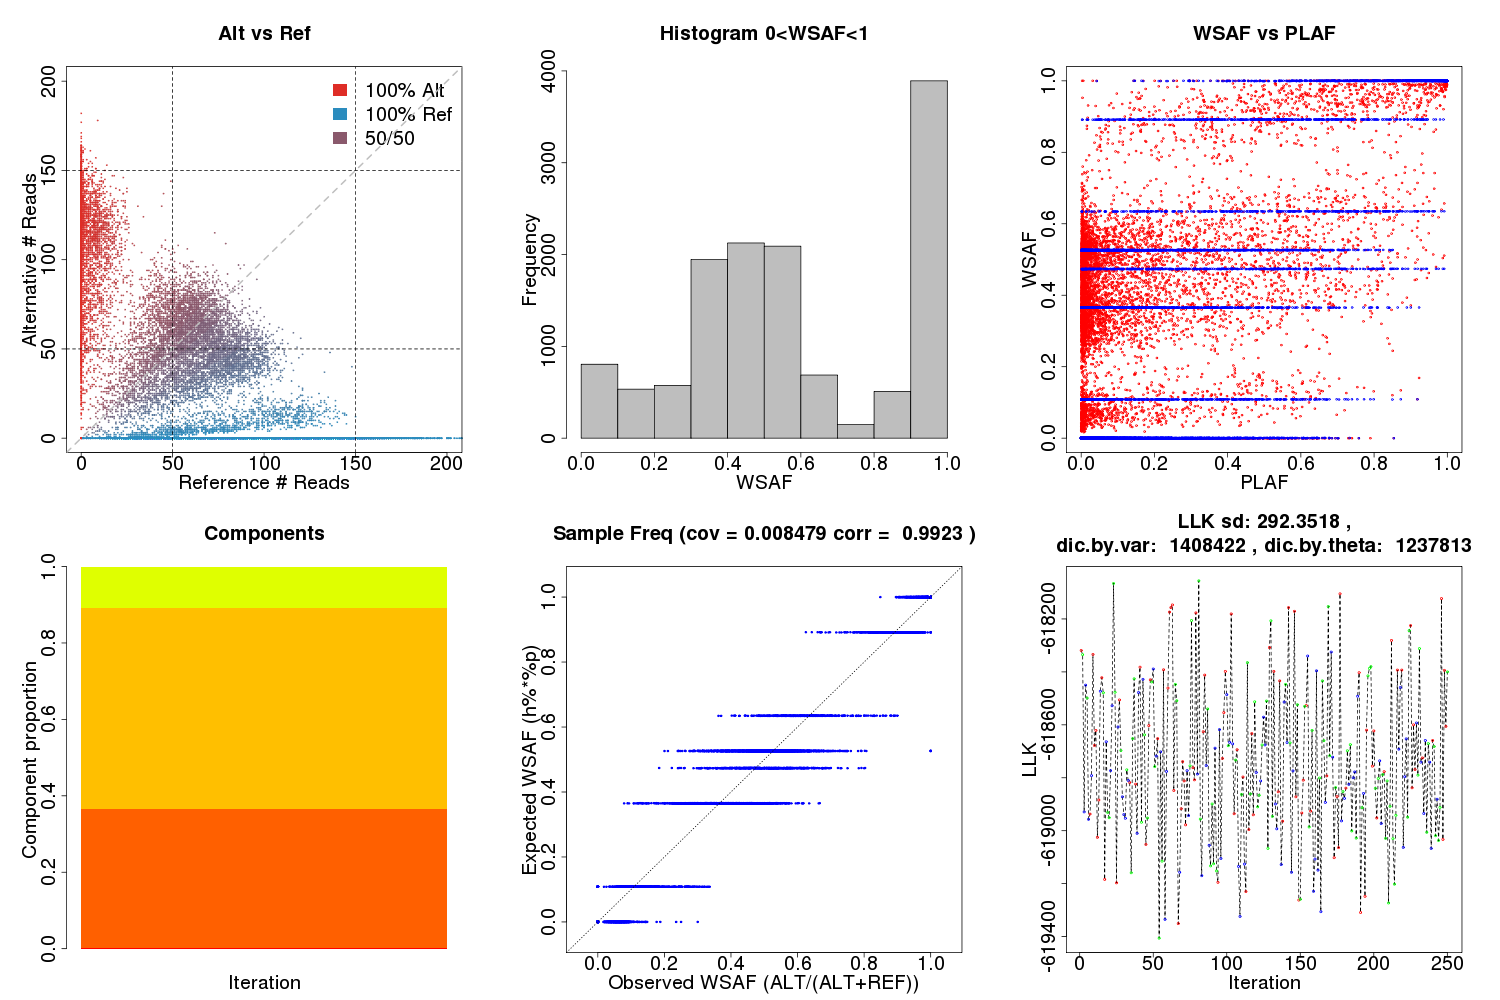 Alt vs Ref
100% Alt
100% Ref
50/50
Alternative # Reads
0 50 100 150 200
0 50 100 150 200
Reference # Reads
Histogram 0<WSAF<1
Frequency
0 1000 2000 3000 4000
0.0 0.2 0.4 0.6 0.8 1.0
WSAF
WSAF vs PLAF
WSAF
0.0 0.2 0.4 0.6 0.8 1.0
0.0 0.2 0.4 0.6 0.8 1.0
PLAF
Components
Component proportion
0.0 0.2 0.4 0.6 0.8 1.0
Iteration
Sample Freq (cov = 0.008479 corr = 0.9923 )
Expected WSAF (h%*%p)
0.0 0.2 0.4 0.6 0.8 1.0
0.0 0.2 0.4 0.6 0.8 1.0
Observed WSAF (ALT/(ALT+REF))
LLK sd: 292.3518 ,
dic.by.var: 1408422 , dic.by.theta: 1237813
LLK
-619400 -619000 -618600 -618200
0 50 100 150 200 250
Iteration